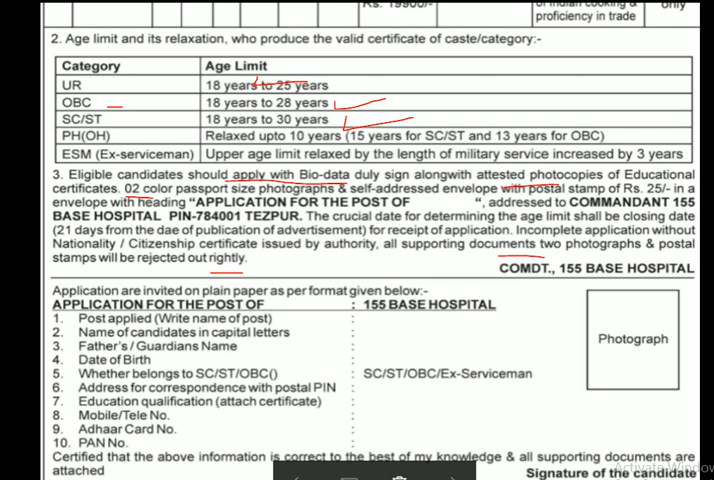 Rs. 19900/-
of Indian cooking &
proficiency in trade
only
2. Age limit and its relaxation, who produce the valid certificate of caste/category:-
Category Age Limit
UR 18 years to 25 years
OBC 18 years to 28 years
SC/ST 18 years to 30 years
PH(OH) Relaxed upto 10 years (15 years for SC/ST and 13 years for OBC)
ESM (Ex-serviceman) Upper age limit relaxed by the length of military service increased by 3 years
3. Eligible candidates should apply with Bio-data duly sign alongwith attested photocopies of Educational
certificates. 02 color passport size photographs & self-addressed envelope with postal stamp of Rs. 25/- in a
envelope with heading "APPLICATION FOR THE POST OF ", addressed to COMMANDANT 155
BASE HOSPITAL PIN-784001 TEZPUR. The crucial date for determining the age limit shall be closing date
(21 days from the dae of publication of advertisement) for receipt of application. Incomplete application without
Nationality / Citizenship certificate issued by authority, all supporting documents two photographs & postal
stamps will be rejected out rightly.
COMDT., 155 BASE HOSPITAL
Application are invited on plain paper as per format given below:-
APPLICATION FOR THE POST OF : 155 BASE HOSPITAL
1. Post applied (Write name of post) :
2. Name of candidates in capital letters :
3. Father's / Guardians Name :
4. Date of Birth :
5. Whether belongs to SC/ST/OBC() : SC/ST/OBC/Ex-Serviceman
6. Address for correspondence with postal PIN :
7. Education qualification (attach certificate) :
8. Mobile/Tele No. :
9. Adhaar Card No. :
10. PAN No. :
Photograph
Certified that the above information is correct to the best of my knowledge & all supporting documents are
attached
Activate Window
Signature of the candidate